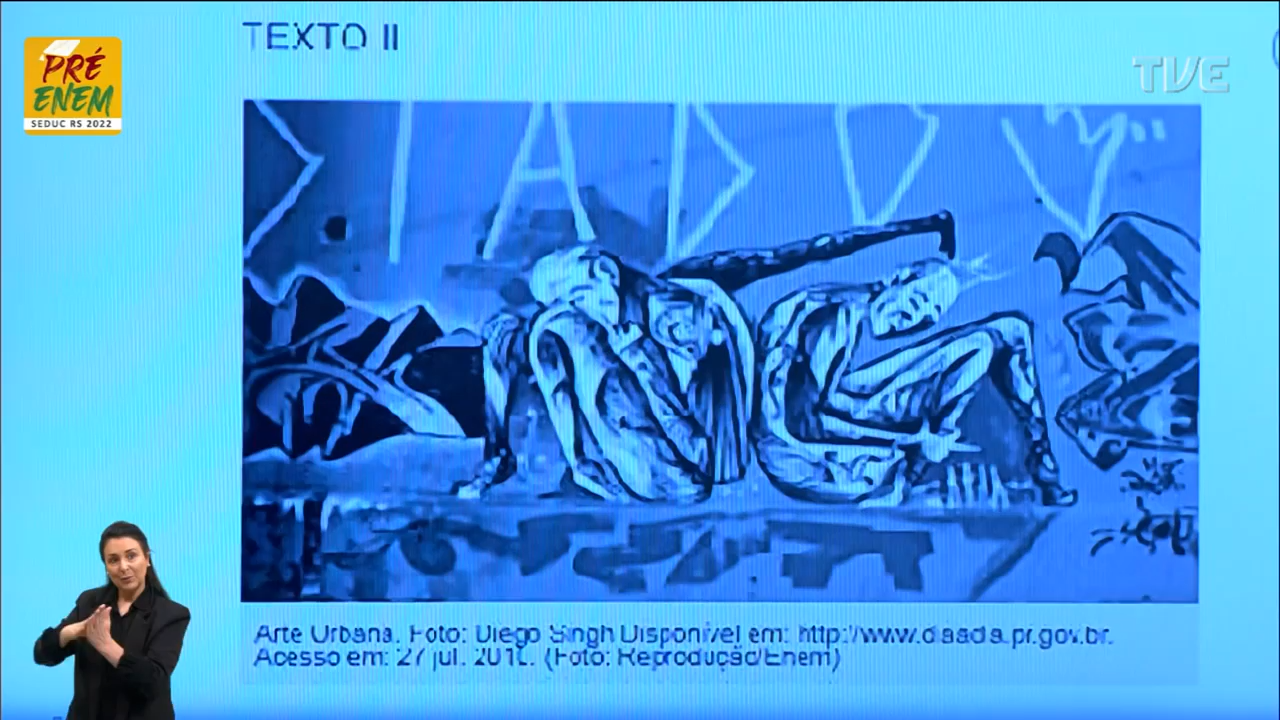 TEXTO II
PRÉ
ENEM
SEDUC RS 2022
TVE
Arte Urbana. Foto: Diego Singh Disponível em: http://www.diaadia.pr.gov.br.
Acesso em: 27 jul. 2010. (Foto: Reprodução/Enem)